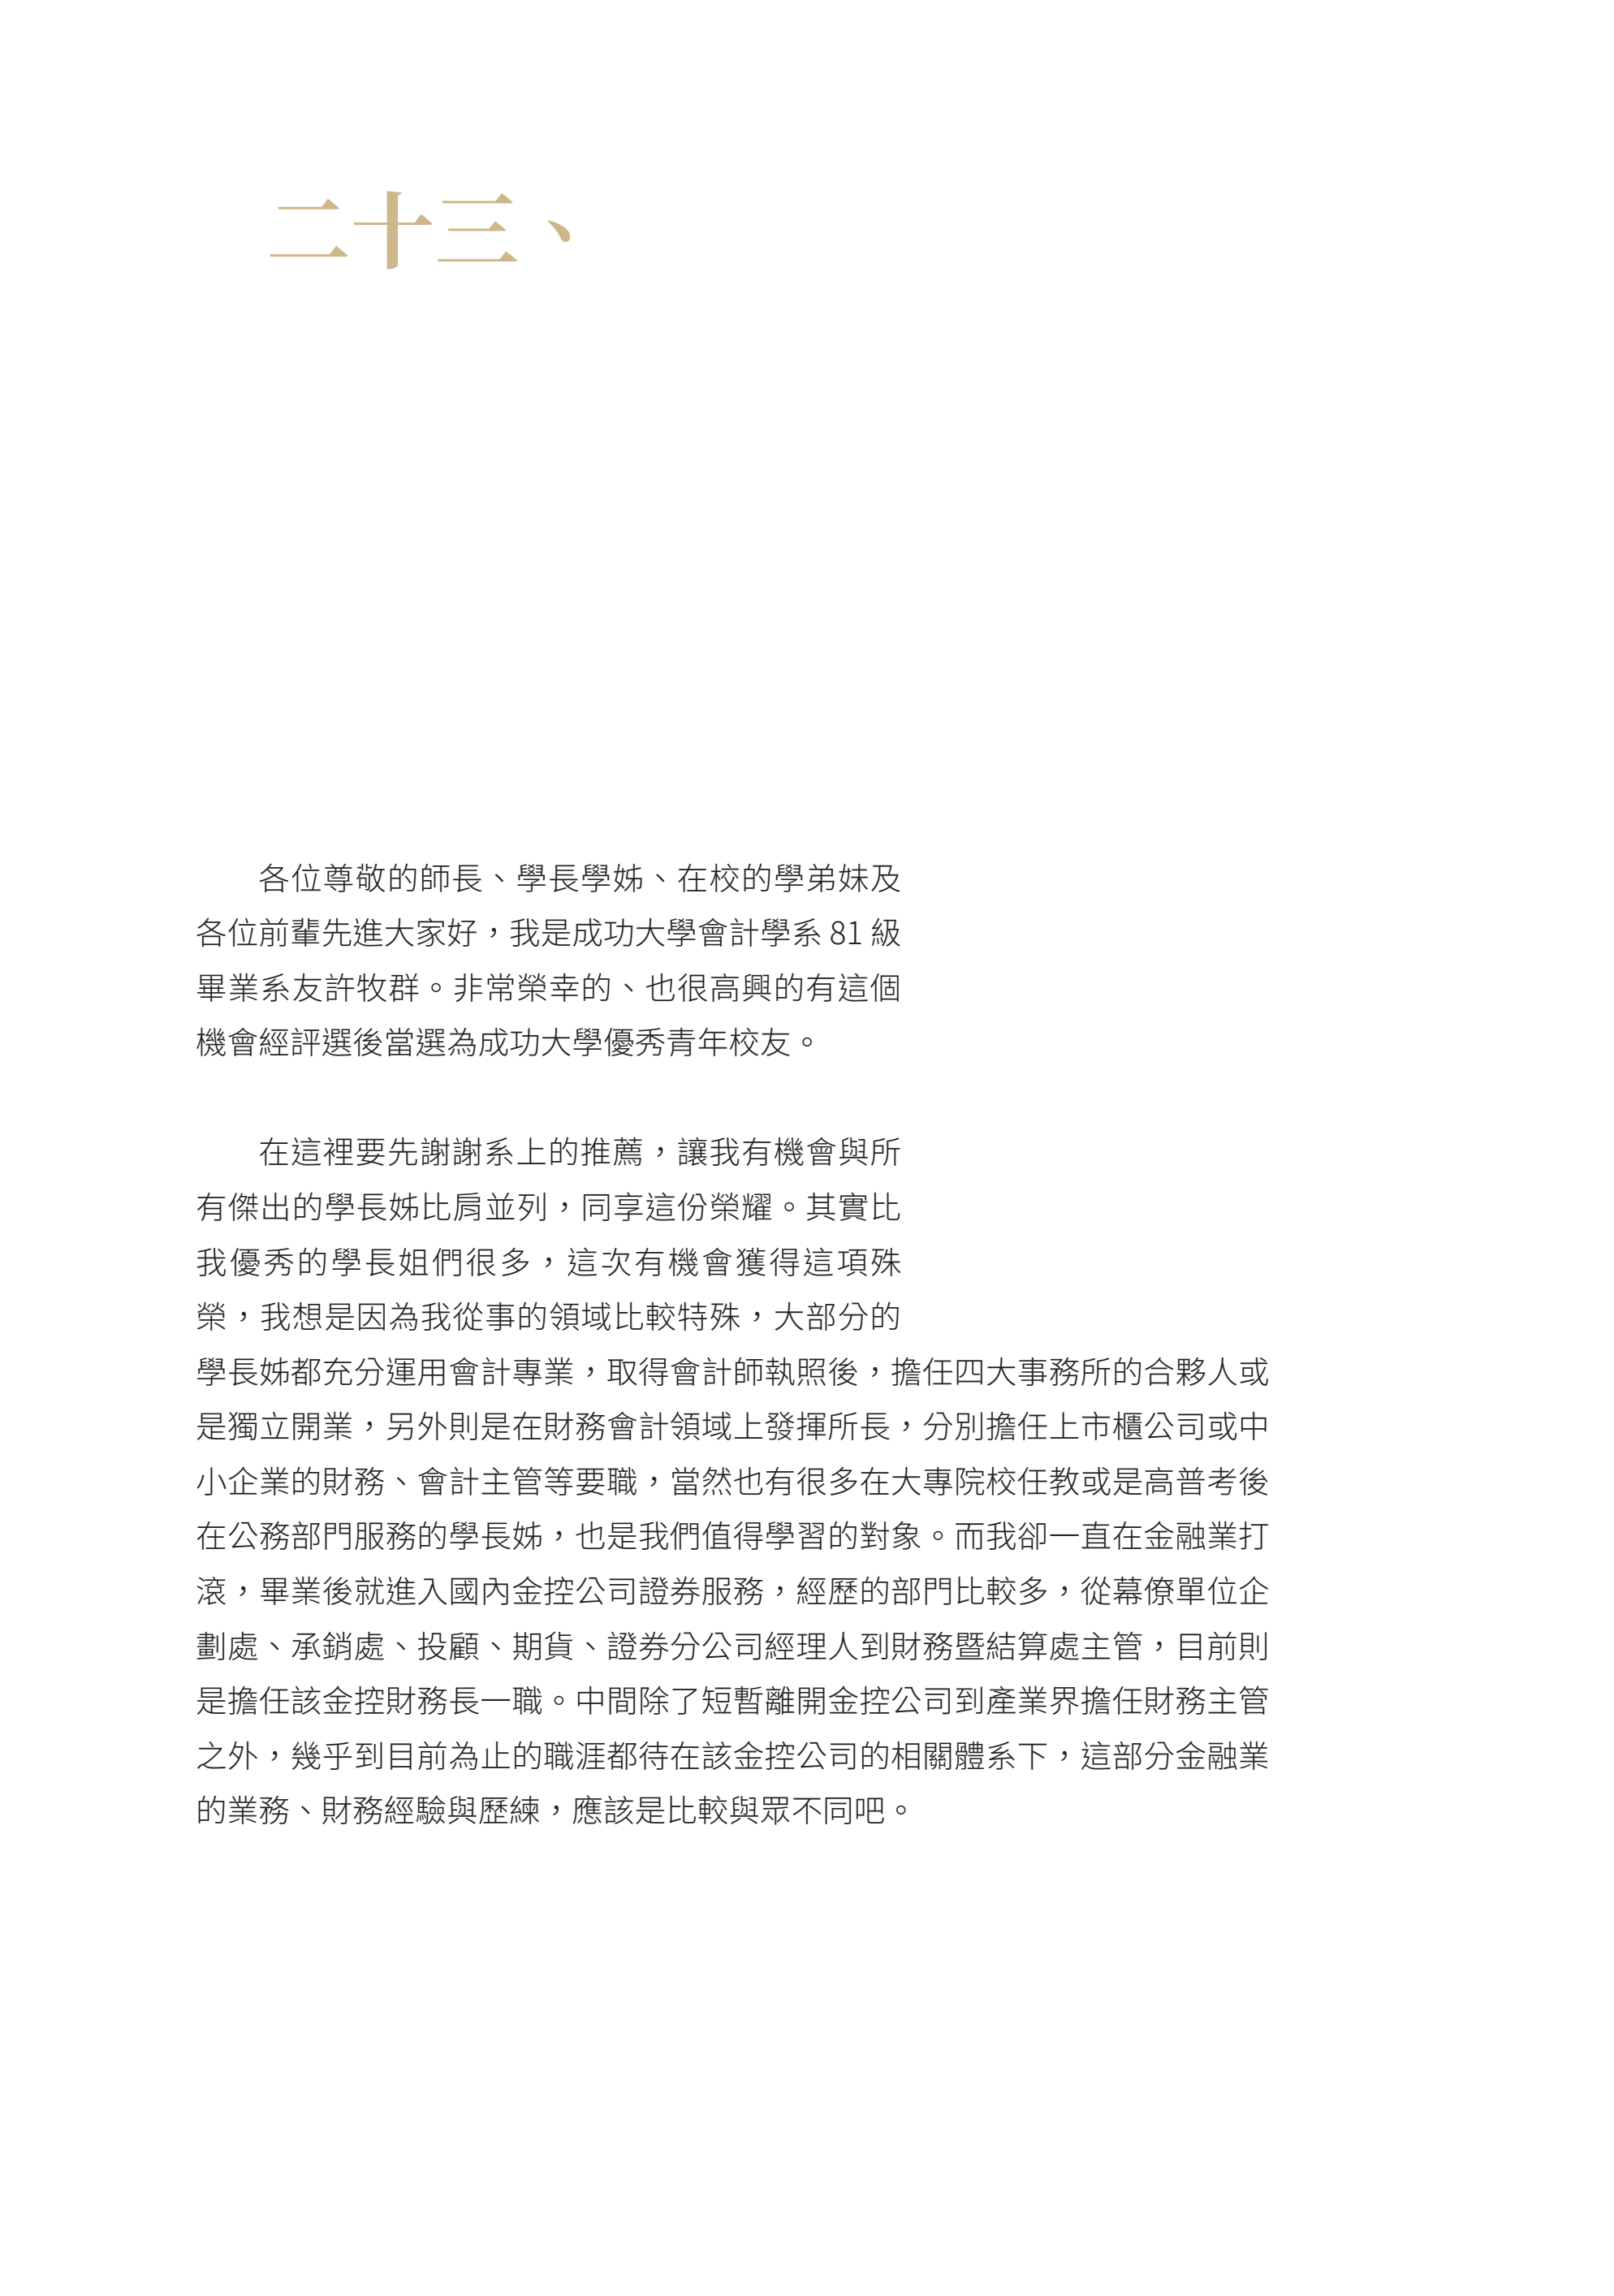 二十三、
各位尊敬的師長、學長學姊、在校的學弟妹及
各位前輩先進大家好，我是成功大學會計學系 81 級
畢業系友許牧群。非常榮幸的、也很高興的有這個
機會經評選後當選為成功大學優秀青年校友。
在這裡要先謝謝系上的推薦，讓我有機會與所
有傑出的學長姊比肩並列，同享這份榮耀。其實比
我優秀的學長姐們很多，這次有機會獲得這項殊
榮，我想是因為我從事的領域比較特殊，大部分的
學長姊都充分運用會計專業，取得會計師執照後，擔任四大事務所的合夥人或
是獨立開業，另外則是在財務會計領域上發揮所長，分別擔任上市櫃公司或中
小企業的財務、會計主管等要職，當然也有很多在大專院校任教或是高普考後
在公務部門服務的學長姊，也是我們值得學習的對象。而我卻一直在金融業打
滾，畢業後就進入國內金控公司證券服務，經歷的部門比較多，從幕僚單位企
劃處、承銷處、投顧、期貨、證券分公司經理人到財務暨結算處主管，目前則
是擔任該金控財務長一職。中間除了短暫離開金控公司到產業界擔任財務主管
之外，幾乎到目前為止的職涯都待在該金控公司的相關體系下，這部分金融業
的業務、財務經驗與歷練，應該是比較與眾不同吧。